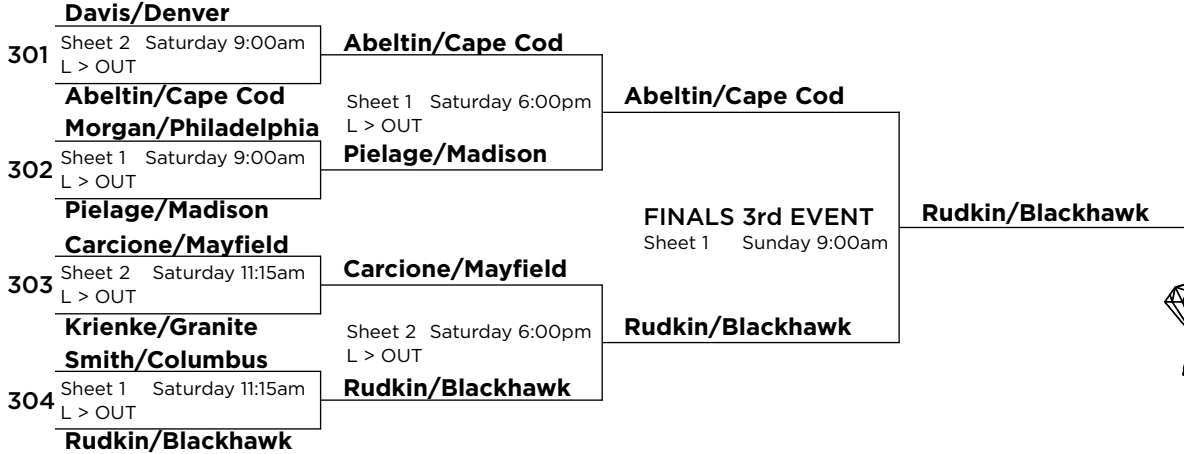 Davis/Denver
301
Sheet 2 Saturday 9:00am
L > OUT
Abeltin/Cape Cod
Morgan/Philadelphia
302
Sheet 1 Saturday 9:00am
L > OUT
Pielage/Madison
Carcione/Mayfield
303
Sheet 2 Saturday 11:15am
L > OUT
Krienke/Granite
Smith/Columbus
304
Sheet 1 Saturday 11:15am
L > OUT
Rudkin/Blackhawk
Abeltin/Cape Cod
Sheet 1 Saturday 6:00pm
L > OUT
Pielage/Madison
Carcione/Mayfield
Sheet 2 Saturday 6:00pm
L > OUT
Rudkin/Blackhawk
Abeltin/Cape Cod
FINALS 3rd EVENT
Sheet 1 Sunday 9:00am
Rudkin/Blackhawk
Rudkin/Blackhawk